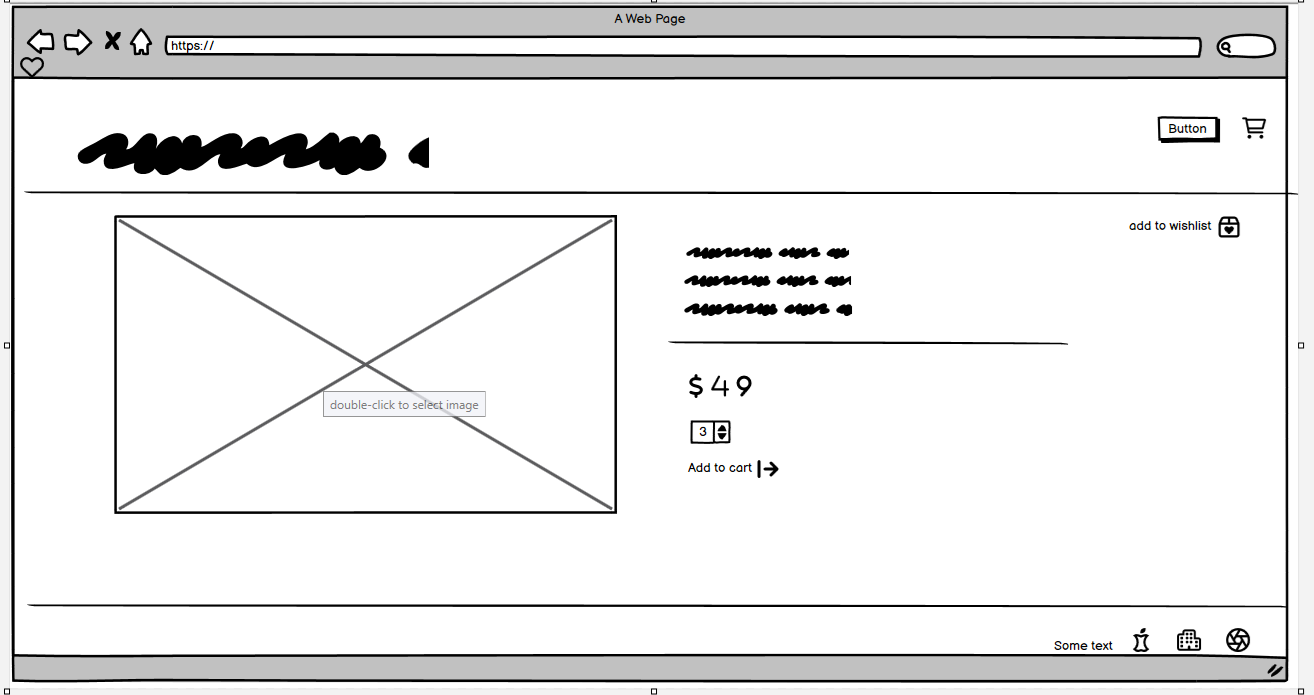 A Web Page
https://
Button
add to wishlist
$49
double-click to select image
3
Add to cart
Some text